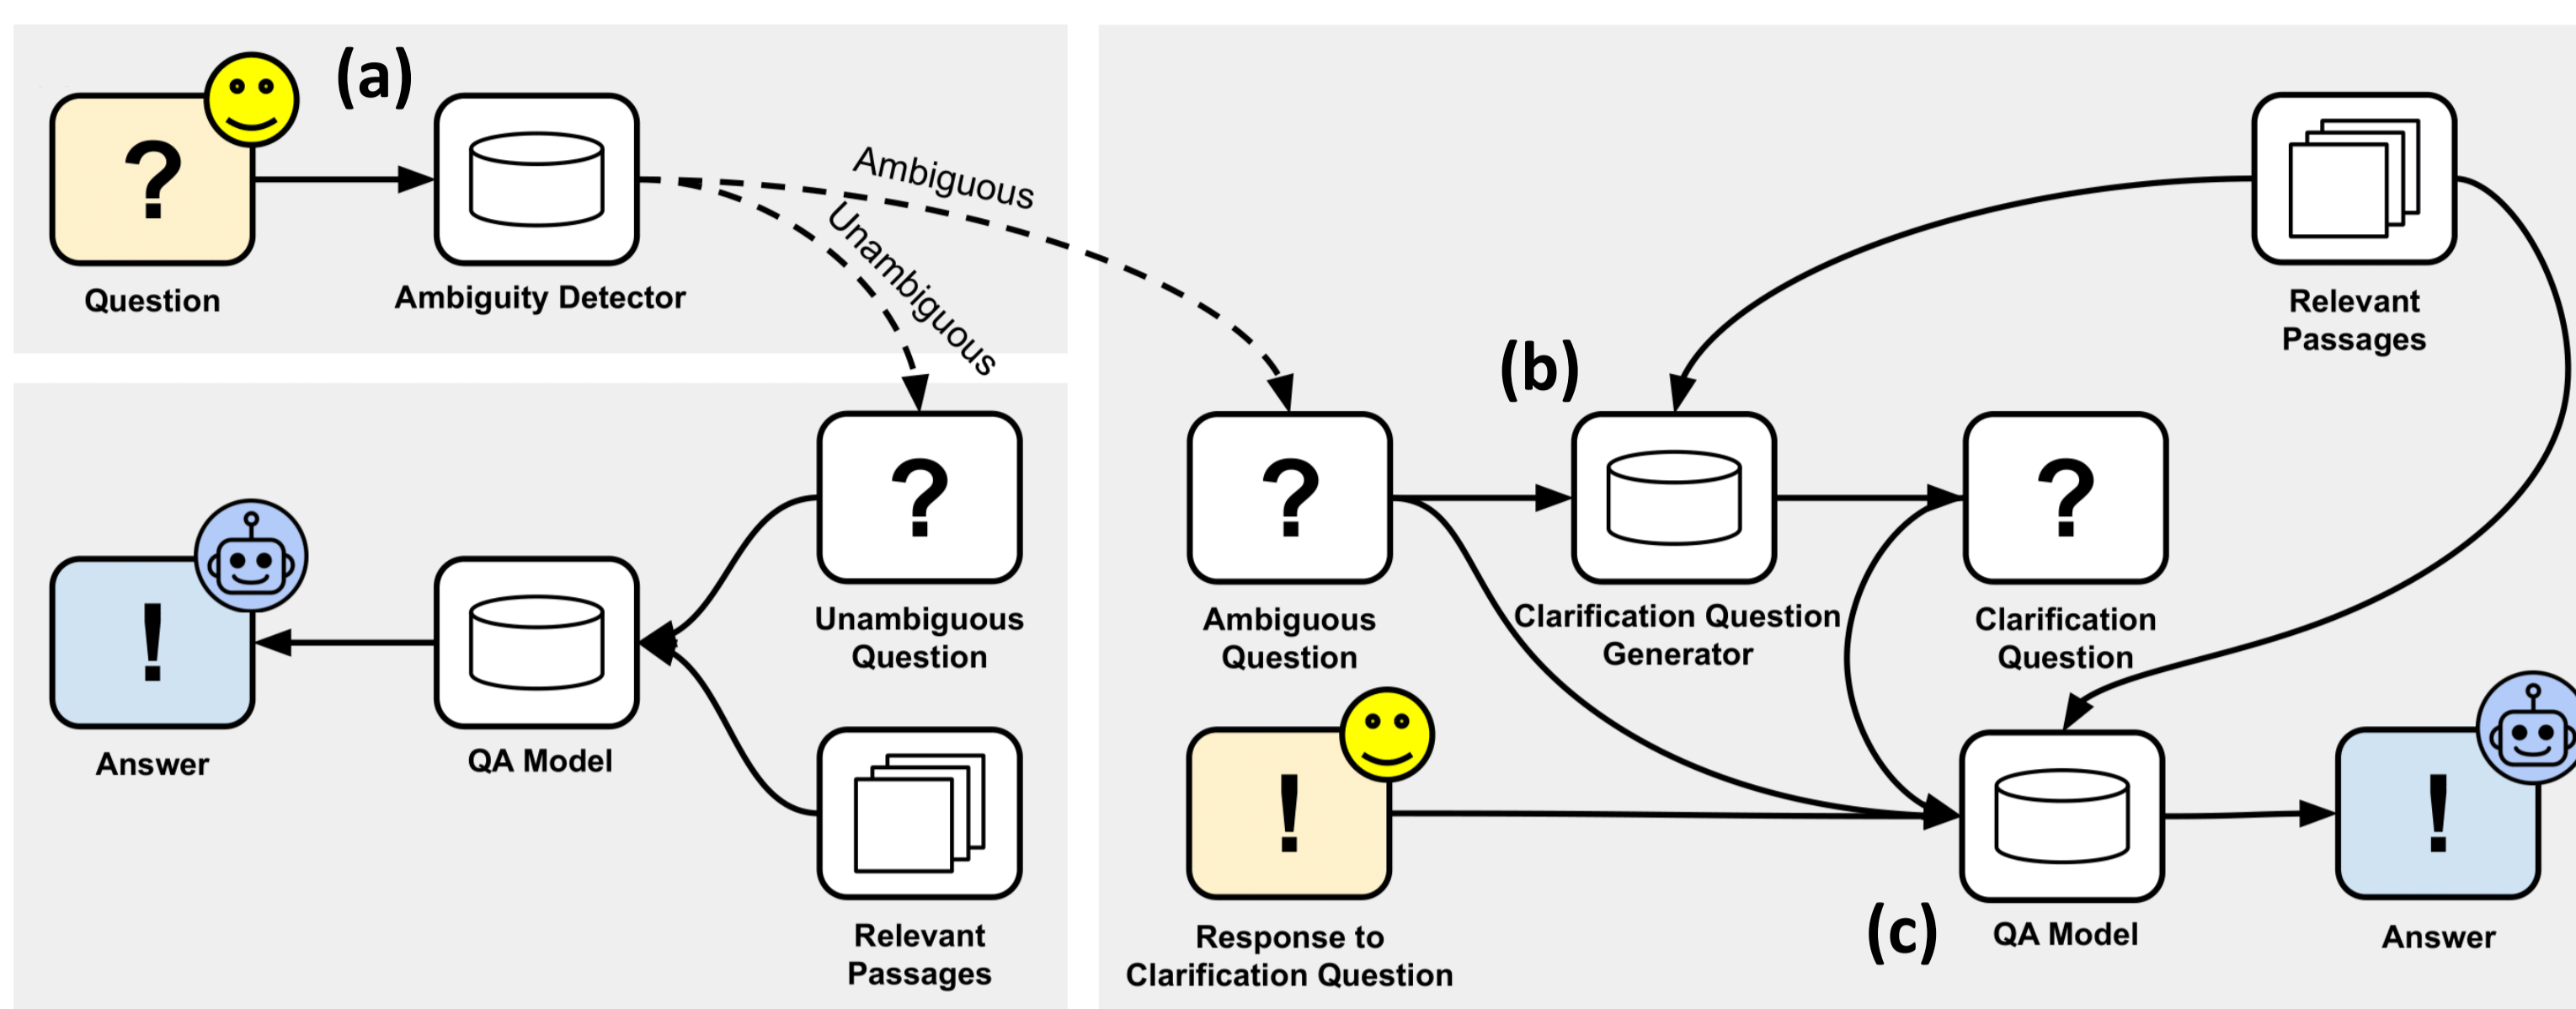 (a)
?
Question
Ambiguity Detector
Ambiguous
Unambiguous
?
Unambiguous
Question
!
Answer
QA Model
Relevant
Passages
Relevant
Passages
(b)
?
Ambiguous
Question
Clarification Question
Generator
?
Clarification
Question
!
Response to
Clarification Question
(c)
QA Model
!
Answer